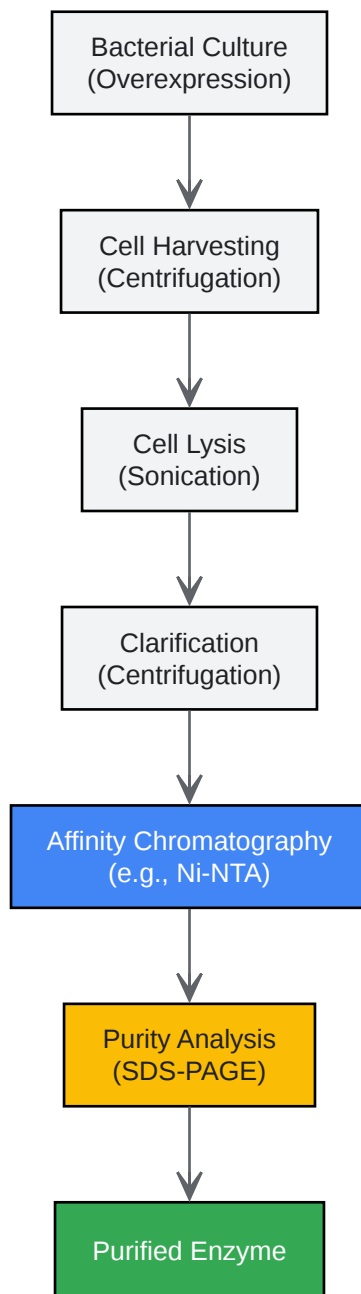 Bacterial Culture
(Overexpression)
Cell Harvesting
(Centrifugation)
Cell Lysis
(Sonication)
Clarification
(Centrifugation)
Affinity Chromatography
(e.g., Ni-NTA)
Purity Analysis
(SDS-PAGE)
Purified Enzyme